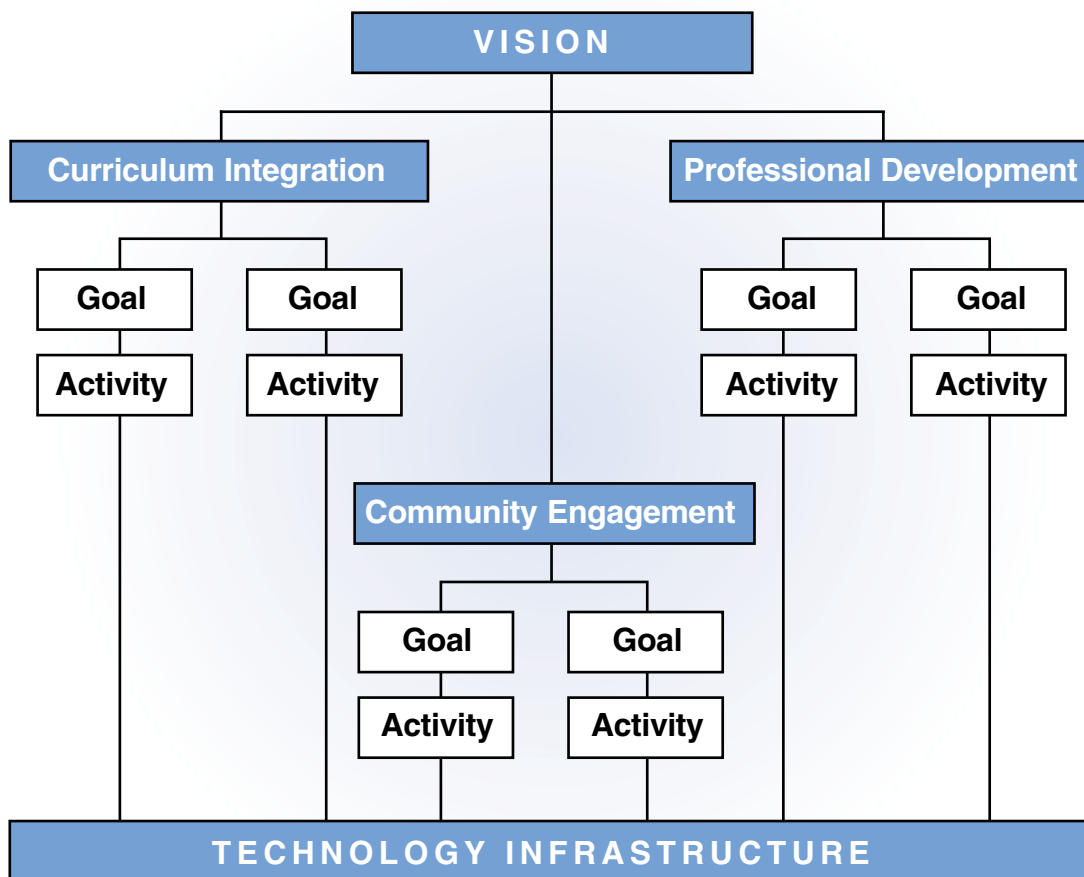 VISION
Curriculum Integration
Professional Development
Goal
Goal
Goal
Goal
Activity
Activity
Activity
Activity
Community Engagement
Goal
Goal
Activity
Activity
TECHNOLOGY INFRASTRUCTURE